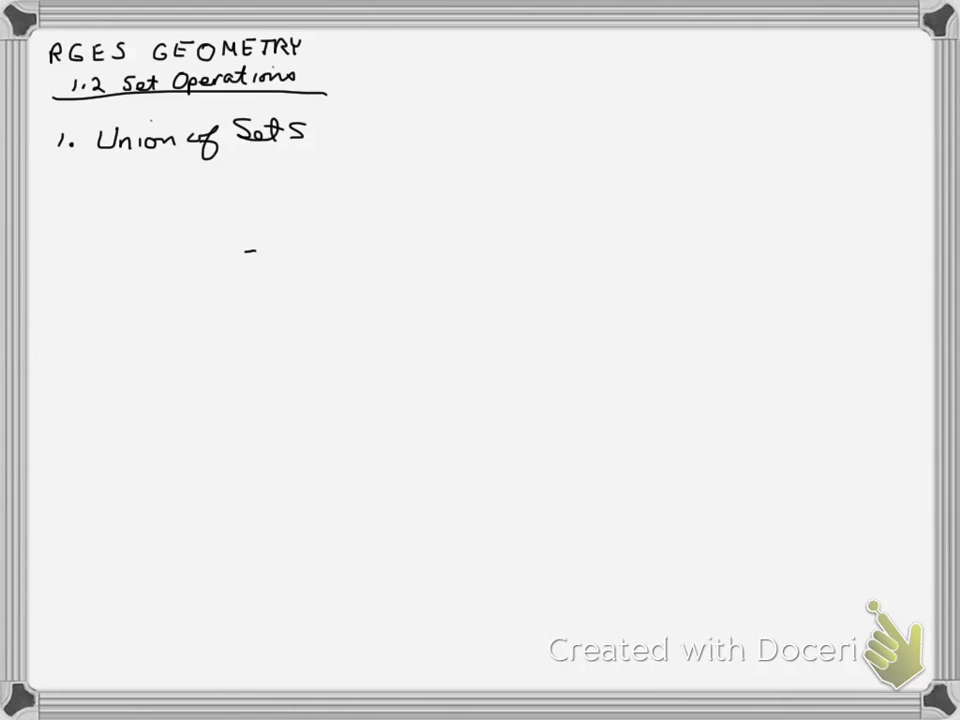 RGES GEOMETRY
1.2 Set Operations
1. Union of Sets
-
Created with Doceri